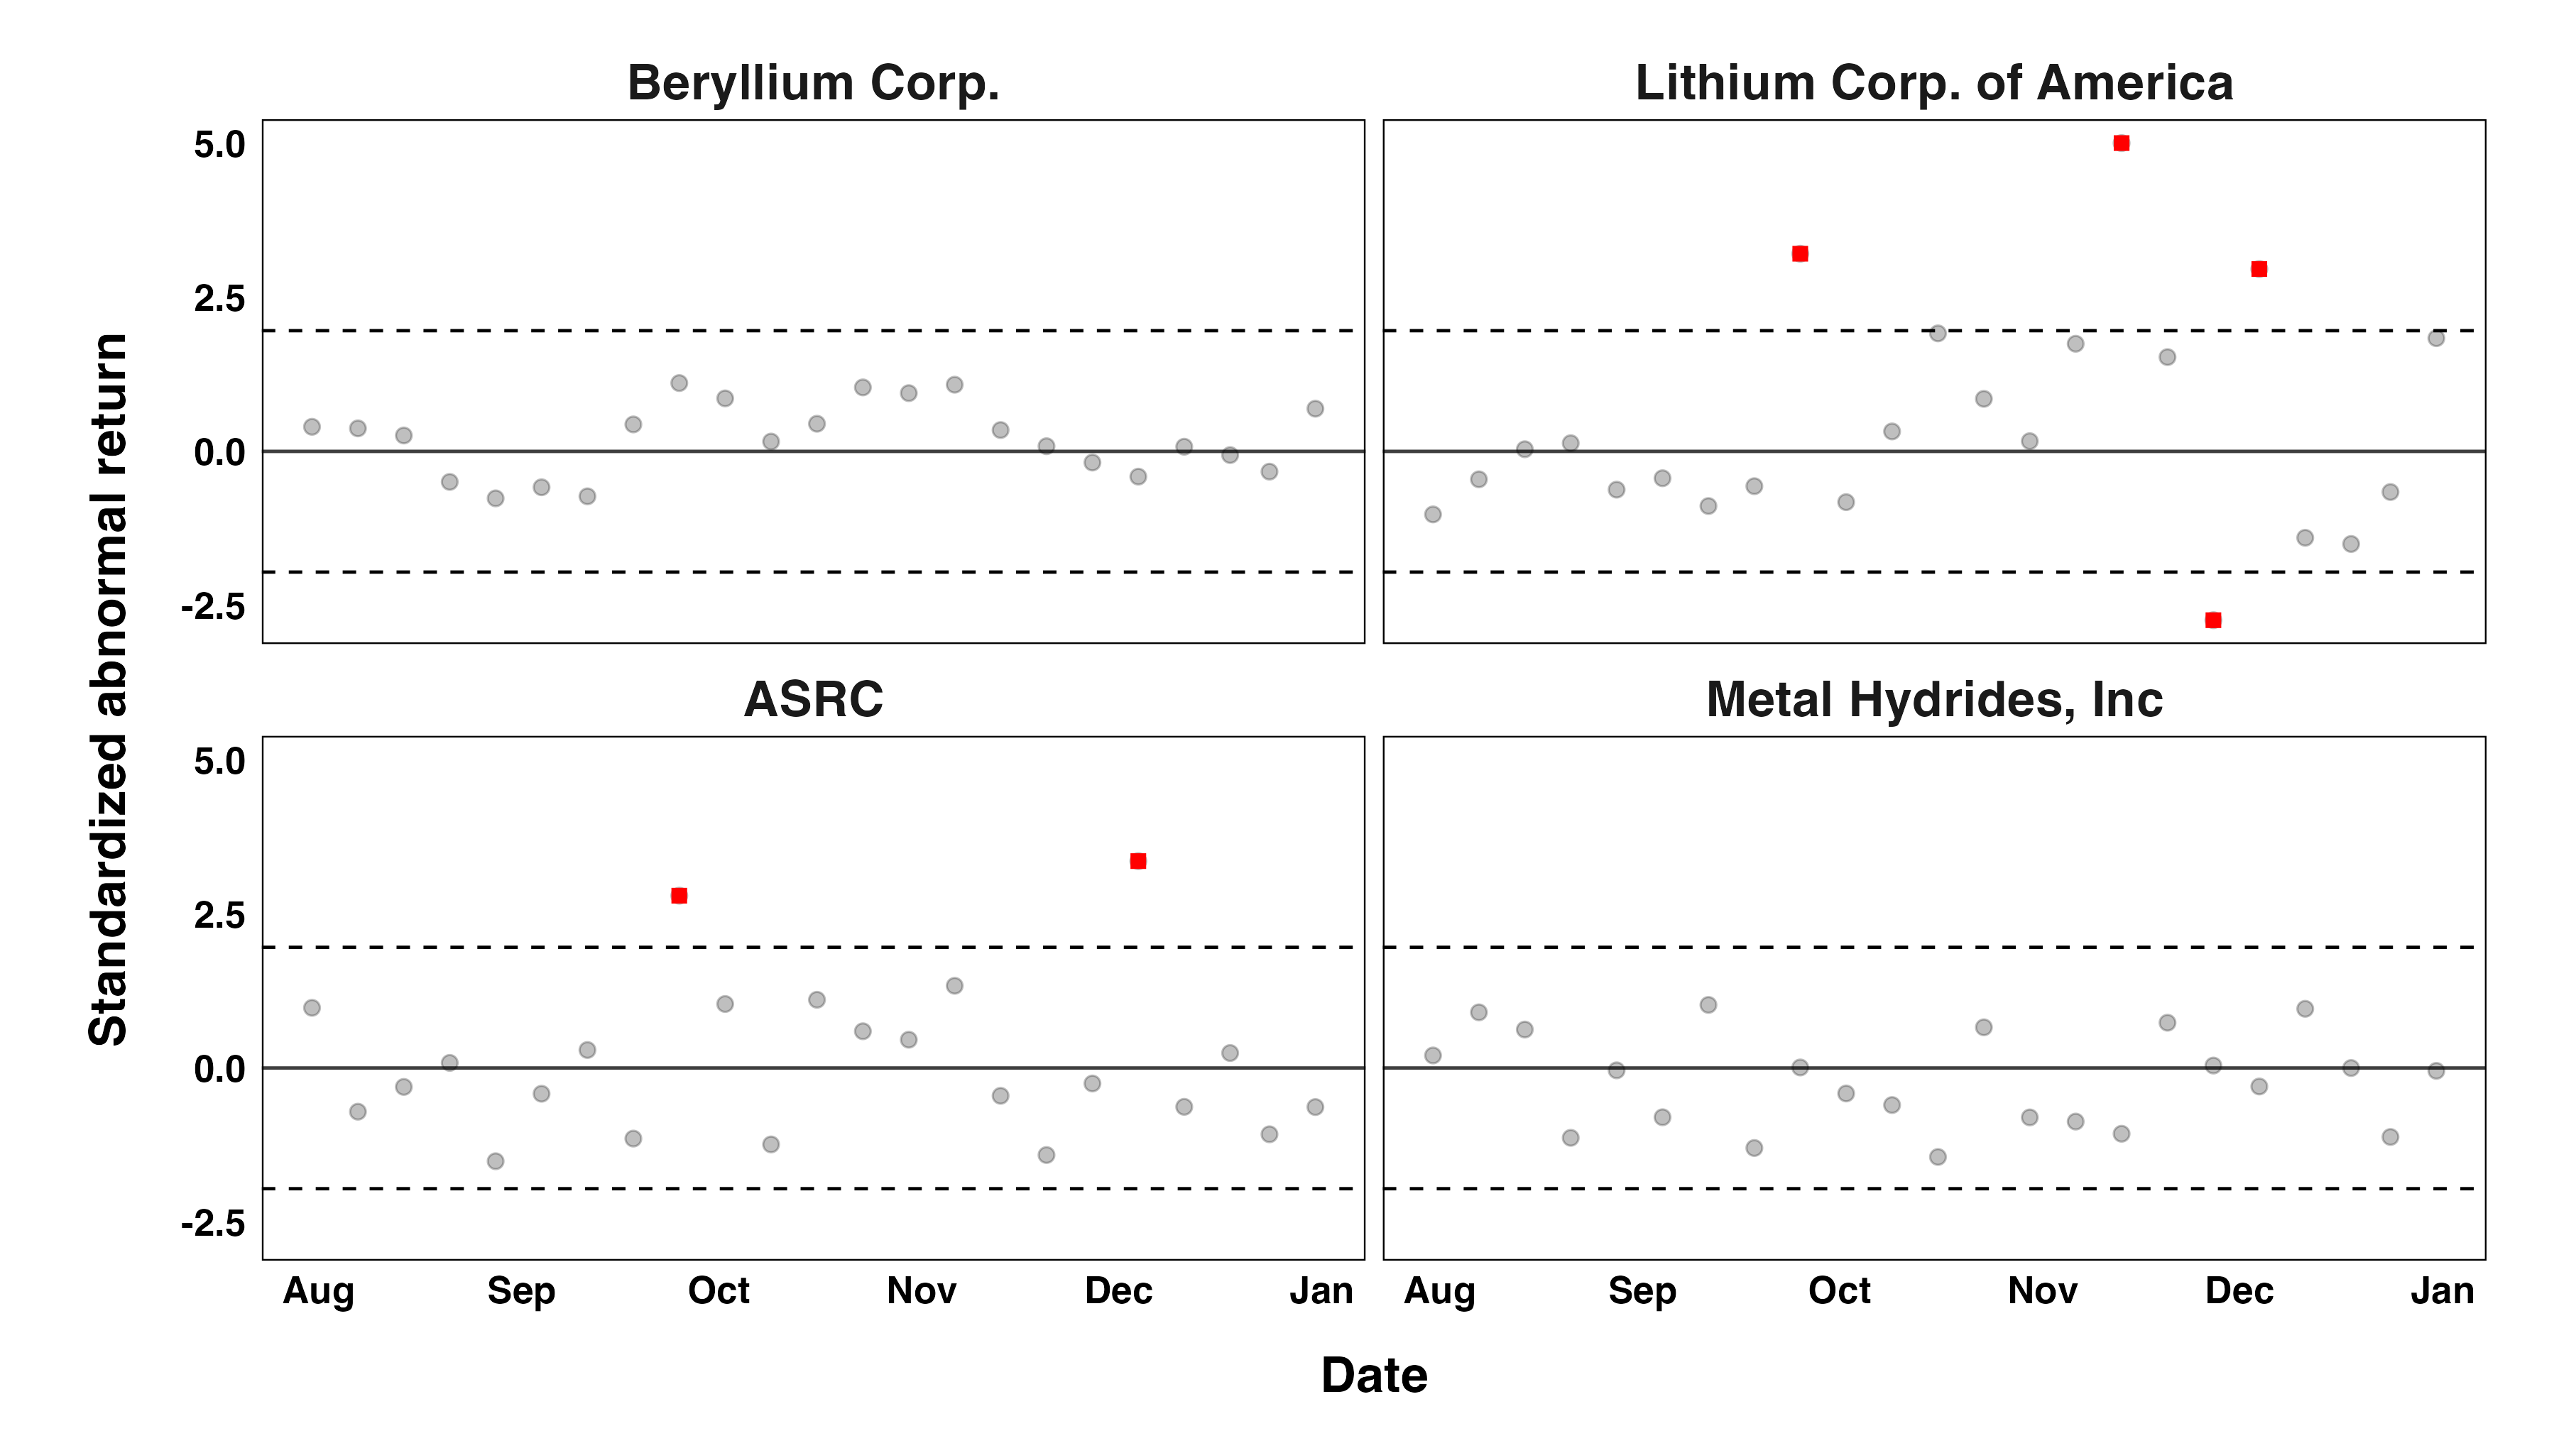 Beryllium Corp.
Lithium Corp. of America
5.0
2.5
0.0
-2.5
ASRC
Metal Hydrides, Inc
5.0
2.5
0.0
-2.5
Standardized abnormal return
Aug Sep Oct Nov Dec Jan
Aug Sep Oct Nov Dec Jan
Date